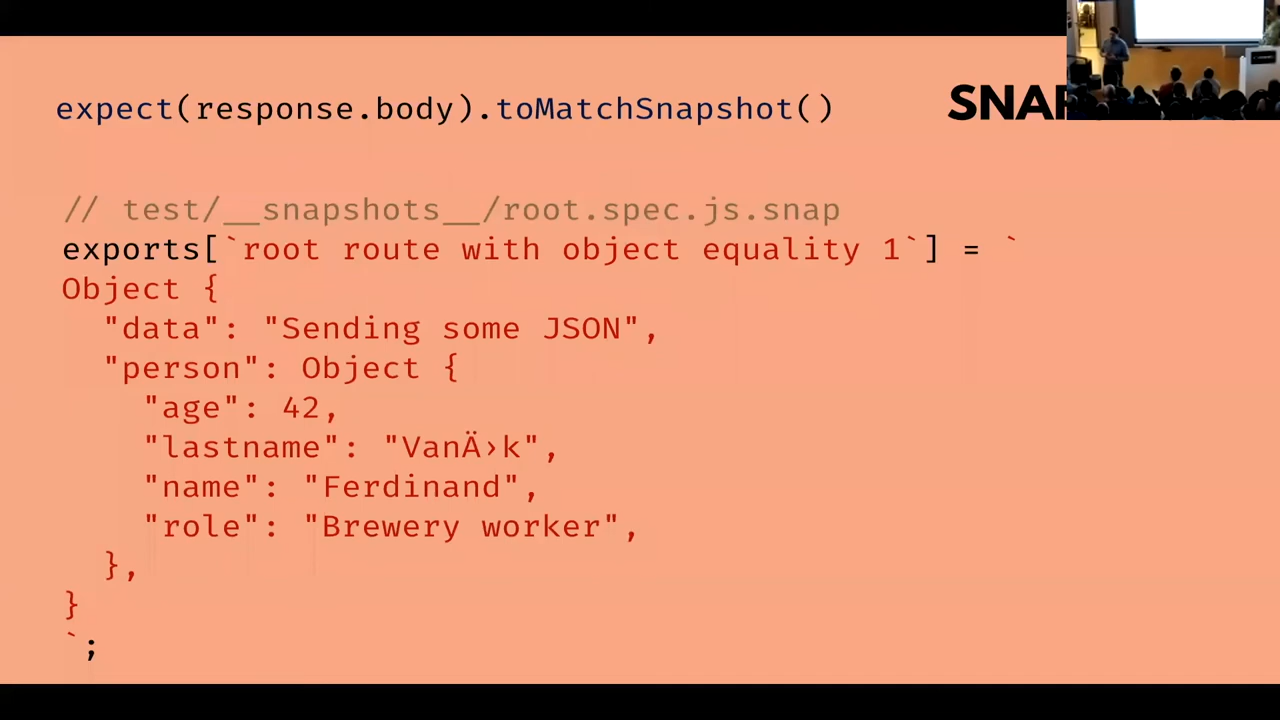 expect(response.body).toMatchSnapshot()
// test/__snapshots__/root.spec.js.snap
exports[`root route with object equality 1`] = `
Object {
  "data": "Sending some JSON",
  "person": Object {
    "age": 42,
    "lastname": "VanÄ›k",
    "name": "Ferdinand",
    "role": "Brewery worker",
  },
}
`;